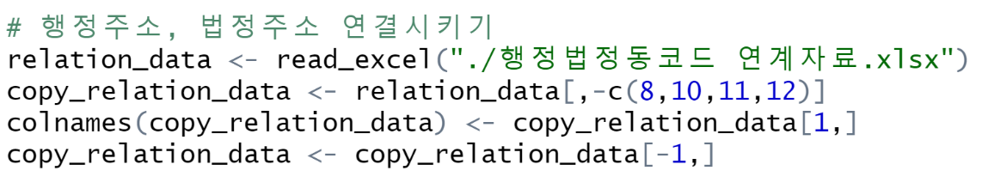 # 행정주소, 법정주소 연결시키기
relation_data <- read_excel("./행정법정동코드 연계자료.xlsx")
copy_relation_data <- relation_data[,-c(8,10,11,12)]
colnames(copy_relation_data) <- copy_relation_data[1,]
copy_relation_data <- copy_relation_data[-1,]